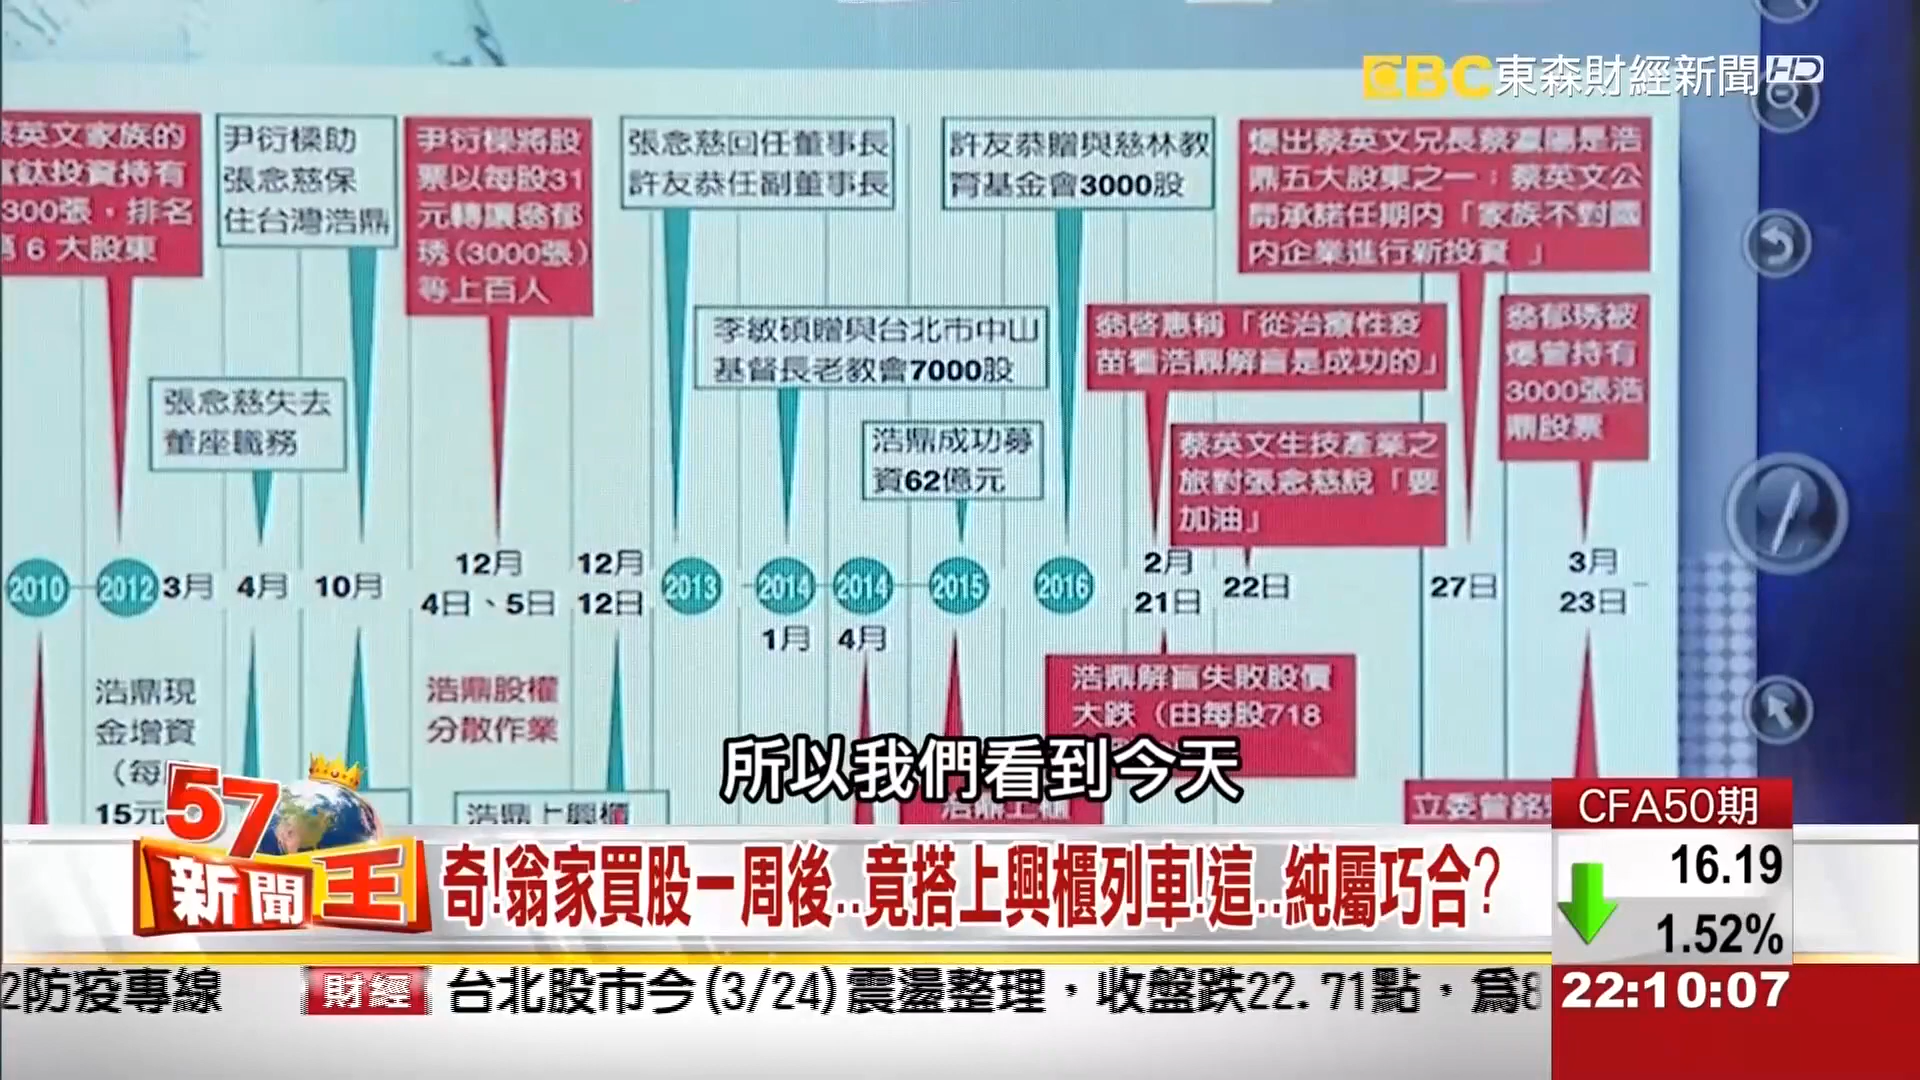 EBC東森財經新聞HD
蔡英文家族的
富鈦投資持有
300張，排名
第6大股東
尹衍樑助
張念慈保
住台灣浩鼎
尹衍樑將股
票以每股31
元轉讓翁郁
琇(3000張)
等上百人
張念慈回任董事長
許友恭任副董事長
許友恭贈與慈林教
育基金會3000股
爆出蔡英文兄長蔡瀛陽是浩
鼎五大股東之一；蔡英文公
開承諾任期內「家族不對國
內企業進行新投資」
張念慈失去
董座職務
李敏碩贈與台北市中山
基督長老教會7000股
浩鼎成功募
資62億元
翁啓惠稱「從治療性疫
苗看浩鼎解盲是成功的」
蔡英文生技產業之
旅對張念慈說「要
加油」
翁郁琇被
爆曾持有
3000張浩
鼎股票
2010
2012
3月
4月
10月
12月
4日、5日
12月
12日
2013
2014
1月
2014
4月
2015
2016
2月
21日
22日
27日
3月
23日
浩鼎現
金增資
（每股
15元
浩鼎股權
分散作業
浩鼎上興櫃
浩鼎上櫃
浩鼎解盲失敗股價
大跌（由每股718
立委曾銘宗
所以我們看到今天
57
新聞王
奇!翁家買股一周後..竟搭上興櫃列車!這..純屬巧合?
CFA50期
16.19
1.52%
2防疫專線
財經
台北股市今(3/24)震盪整理，收盤跌22.71點，為8
22:10:07